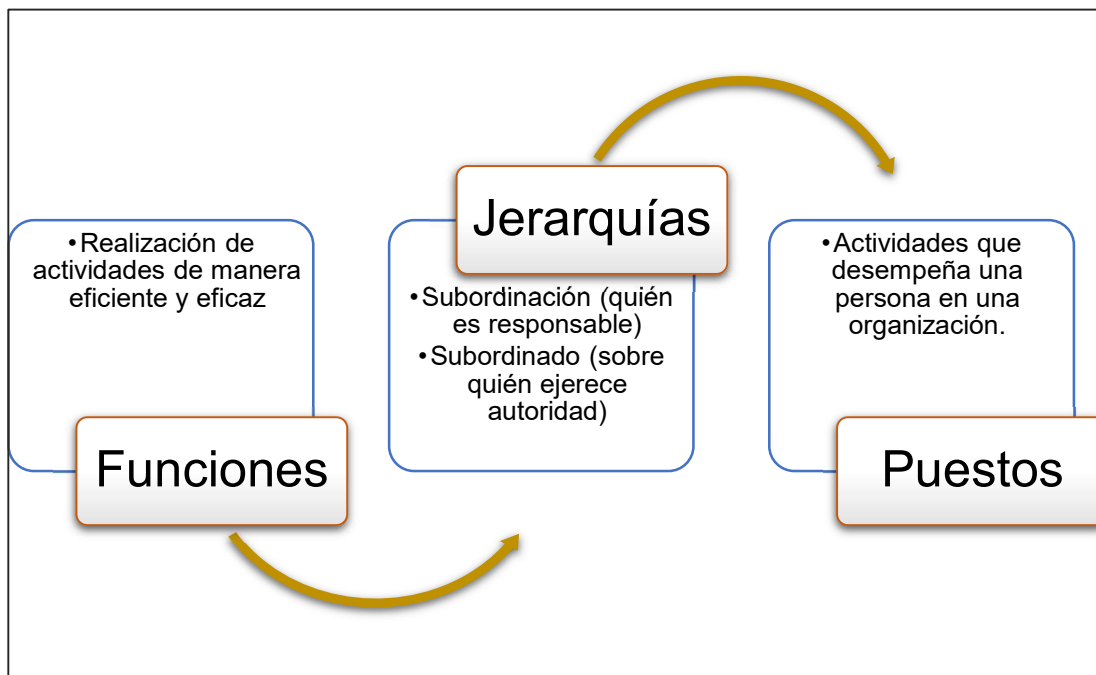 •Realización de
actividades de manera
eficiente y eficaz
Funciones
Jerarquías
•Subordinación (quién
es responsable)
•Subordinado (sobre
quién ejerece
autoridad)
•Actividades que
desempeña una
persona en una
organización.
Puestos